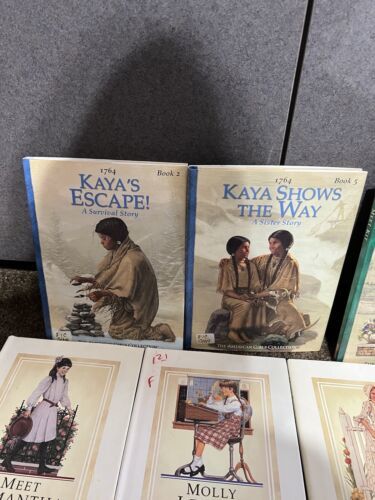 1764 Book 2
KAYA'S
ESCAPE!
A Survival Story
1764 Book 5
KAYA SHOWS
THE WAY
A Sister Story
THE AMERICAN GIRLS COLLECTION
MEET
MOLLY